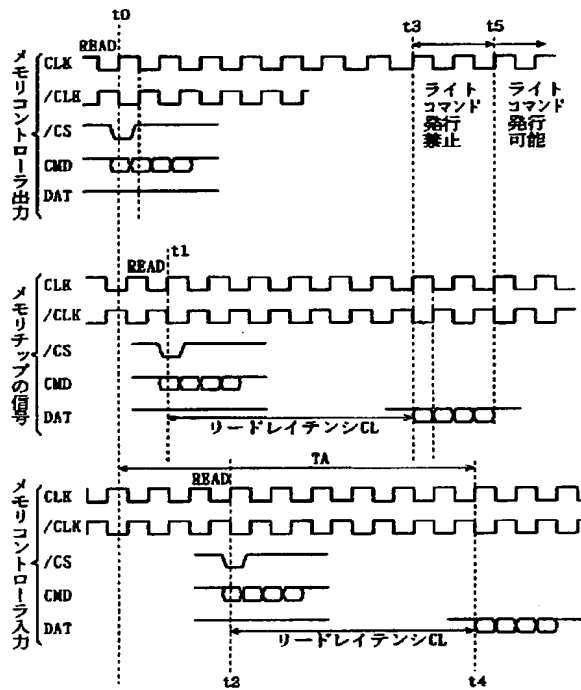 t0
t3
t5
READ
メモリコントローラ出力
CLK
/CLK
/CS
CMD
DAT
ライト
コマンド
発行
禁止
ライト
コマンド
発行
可能
t1
READ
メモリチップの信号
CLK
/CLK
/CS
CMD
DAT
リードレイテンシCL
TA
READ
メモリコントローラ入力
CLK
/CLK
/CS
CMD
DAT
リードレイテンシCL
t2
t4